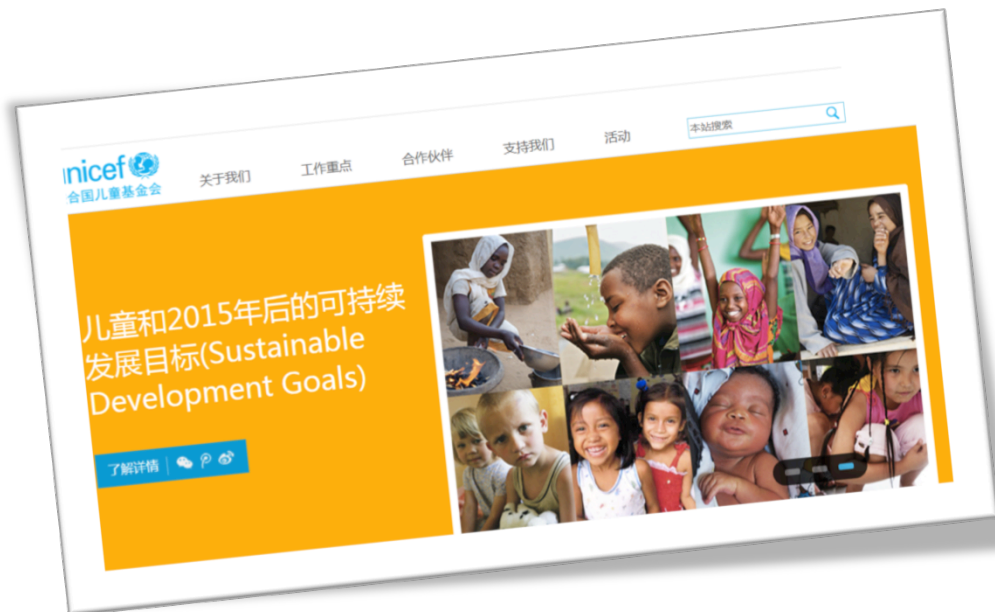 unicef
合国儿童基金会
关于我们
工作重点
合作伙伴
支持我们
活动
本站搜索
儿童和2015年后的可持续
发展目标(Sustainable
Development Goals)
了解详情